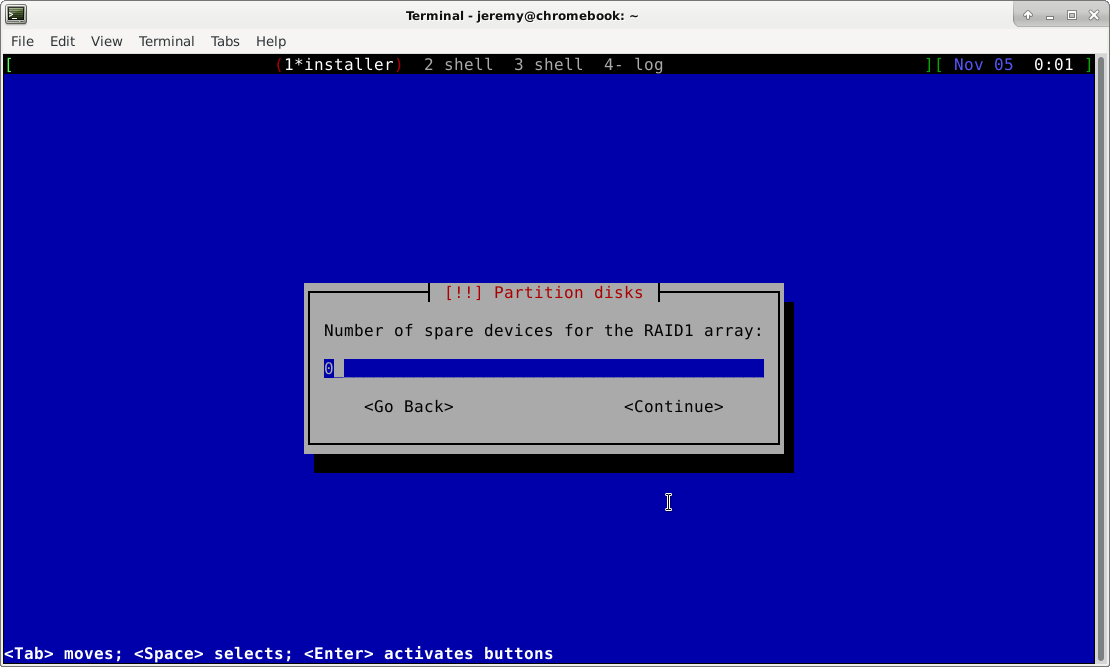 Terminal - jeremy@chromebook: ~
File Edit View Terminal Tabs Help
[ (1*installer) 2 shell 3 shell 4- log ][ Nov 05 0:01 ]
[!!] Partition disks
Number of spare devices for the RAID1 array:
0
<Go Back> <Continue>
<Tab> moves; <Space> selects; <Enter> activates buttons